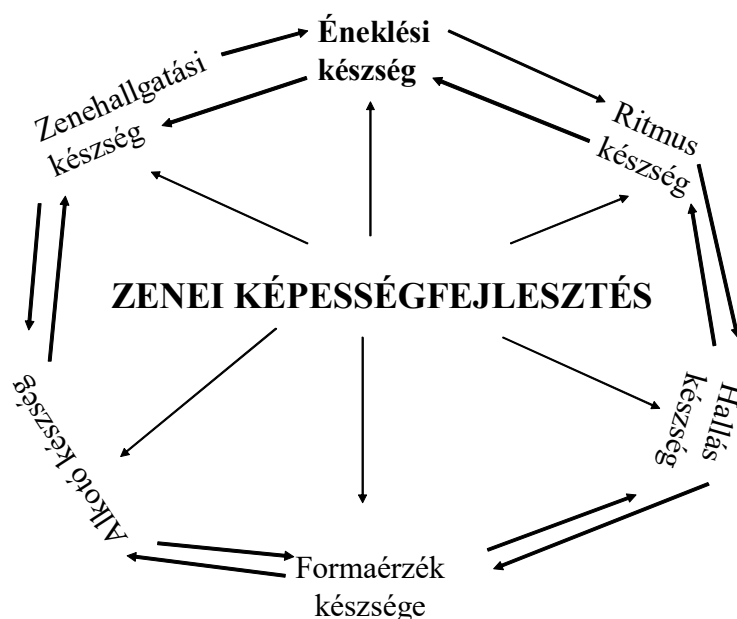 Éneklési
készség
Zenehallgatási
készség
Ritmus
készség
ZENEI KÉPESSÉGFEJLESZTÉS
Hallás
készség
Alkotó készség
Formaérzék
készsége